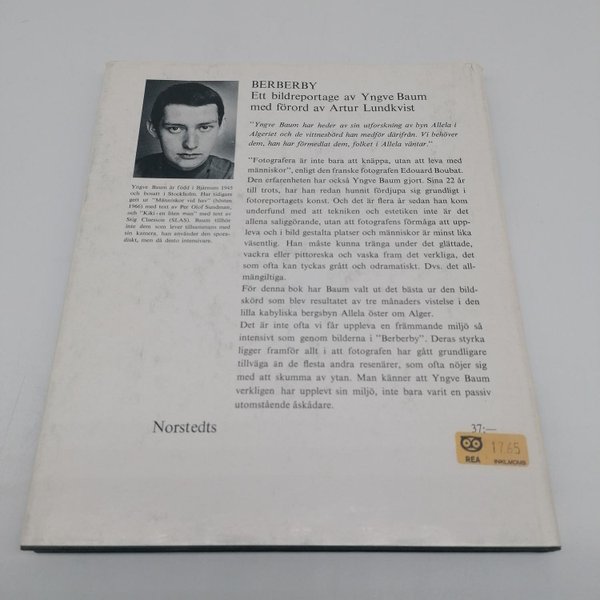 BERBERBY
Ett bildreportage av Yngve Baum
med förord av Artur Lundkvist
"Yngve Baum har heder av sin utforskning av byn Allela i
Algeriet och de vittnesbörd han medför därifrån. Vi behöver
dem, han har förmedlat dem, folket i Allela väntar."
"Fotografera är inte bara att knäppa, utan att leva med
människor", enligt den franske fotografen Edouard Boubat.
Den erfarenheten har också Yngve Baum gjort. Sina 22 år
till trots, har han redan hunnit fördjupa sig grundligt i
fotoreportagets konst. Och det är flera år sedan han kom
underfund med att tekniken och estetiken inte är det
allena saliggörande, utan att fotografens förmåga att upp-
leva och i bild gestalta platser och människor är minst lika
väsentlig. Han måste kunna tränga under det glättade,
vackra eller pittoreska och vaska fram det verkliga, det
som ofta kan tyckas grått och odramatiskt. Dvs. det all-
mängiltiga.
För denna bok har Baum valt ut det bästa ur den bild-
skörd som blev resultatet av tre månaders vistelse i den
lilla kabyliska bergsbyn Allela öster om Alger.
Det är inte ofta vi får uppleva en främmande miljö så
intensivt som genom bilderna i "Berberby". Deras styrka
ligger framför allt i att fotografen har gått grundligare
tillväga än de flesta andra resenärer, som ofta nöjer sig
med att skumma av ytan. Man känner att Yngve Baum
verkligen har upplevt sin miljö, inte bara varit en passiv
utomstående åskådare.
Yngve Baum är född i Bjärnum 1945
och bosatt i Stockholm. Har tidigare
gett ut "Människor vid hav" (hösten
1966) med text av Per Olof Sundman,
och "Kiki - en liten man" med text av
Stig Claesson (SLAS). Baum tillhör
inte dem som lever tillsammans med
sin kamera, han använder den spora-
diskt, men då desto intensivare.
Norstedts
37:—
REA
17.65
INKL.MOMS